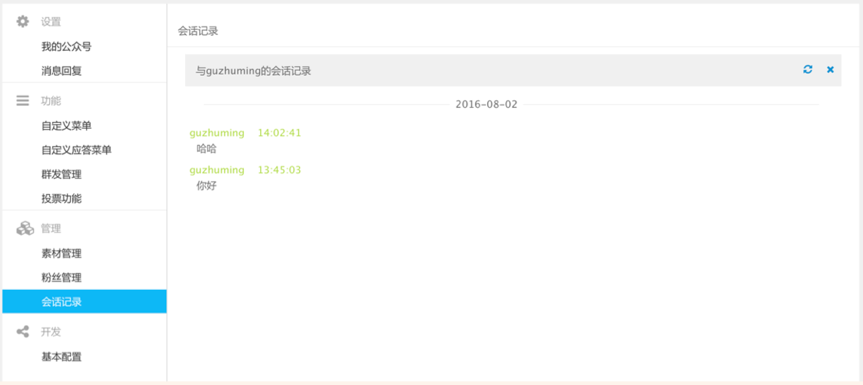 设置
我的公众号
消息回复
功能
自定义菜单
自定义应答菜单
群发管理
投票功能
管理
素材管理
粉丝管理
会话记录
开发
基本配置
会话记录
与guzhuming的会话记录
2016-08-02
guzhuming 14:02:41
哈哈
guzhuming 13:45:03
你好